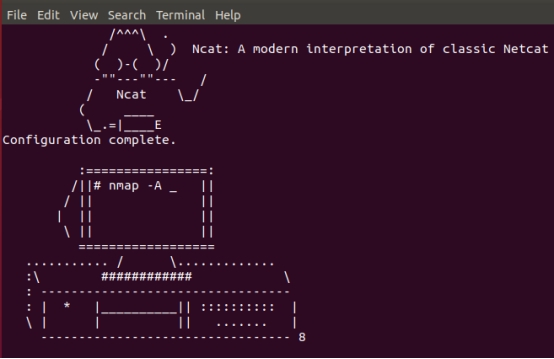 File Edit View Search Terminal Help
/^^^\  .
/     \  )  Ncat: A modern interpretation of classic Netcat
(  )-(  )/
-""---""---   /
/   Ncat    \_/
(     ____
\_.=|____E
Configuration complete.
:================:
/||# nmap -A _   ||
/ ||              ||
|  ||              ||
\ ||              ||
==================
........... /      \.............
:\        ############            \
: ---------------------------------
: |  *   |__________|| ::::::::::  |
\ |      |          ||   .......   |
--------------------------------- 8